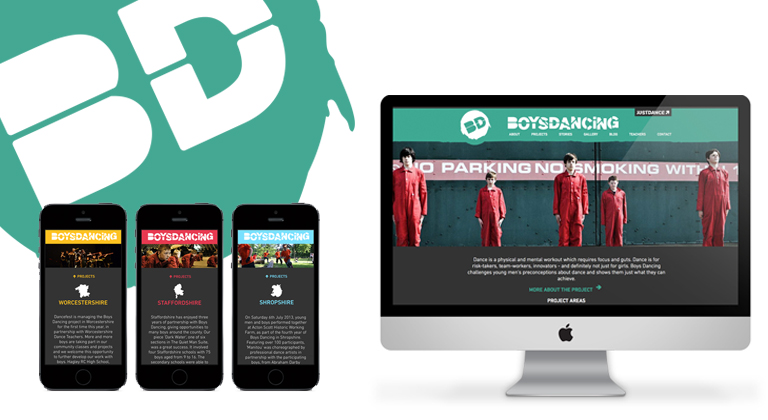 BD
BOYSDANCING
PROJECTS
WORCESTERSHIRE
Dancefest is managing the Boys
Dancing project in Worcestershire
for the first time this year, in
partnership with Worcestershire
Dance Teachers. More and more
boys are taking part in our
community classes and projects
and we welcome this opportunity
to further develop our work with
boys. Hagley RC High School,
BOYSDANCING
PROJECTS
STAFFORDSHIRE
Staffordshire has enjoyed three
years of partnership with Boys
Dancing, giving opportunities to
many boys around the county. Our
piece 'Dark Water', one of six
sections in The Quiet Man Suite
was a great success. It involved
four Staffordshire schools with 75
boys aged from 9 to 16. The
secondary schools were able to
BOYSDANCING
PROJECTS
SHROPSHIRE
On Saturday 6th July 2013, young
men and boys performed together
at Acton Scott Historic Working
Farm, as part of the fourth year of
Boys Dancing in Shropshire.
Featuring over 100 participants.
was choreographed by
professional dance artists in
partnership with the participating
boys, from Abraham Darby
JUSTDANCE
BD BOYSDANCING
ABOUT PROJECTS STORIES GALLERY BLOG TEACHERS CONTACT
NO PARKING NO SMOKING WITH
Dance is a physical and mental workout which requires focus and guts. Dance is for
risk-takers, team-workers, innovators - and definitely not just for girls. Boys Dancing
challenges young men's preconceptions about dance and shows them just what they can
achieve.
MORE ABOUT THE PROJECT
PROJECT AREAS